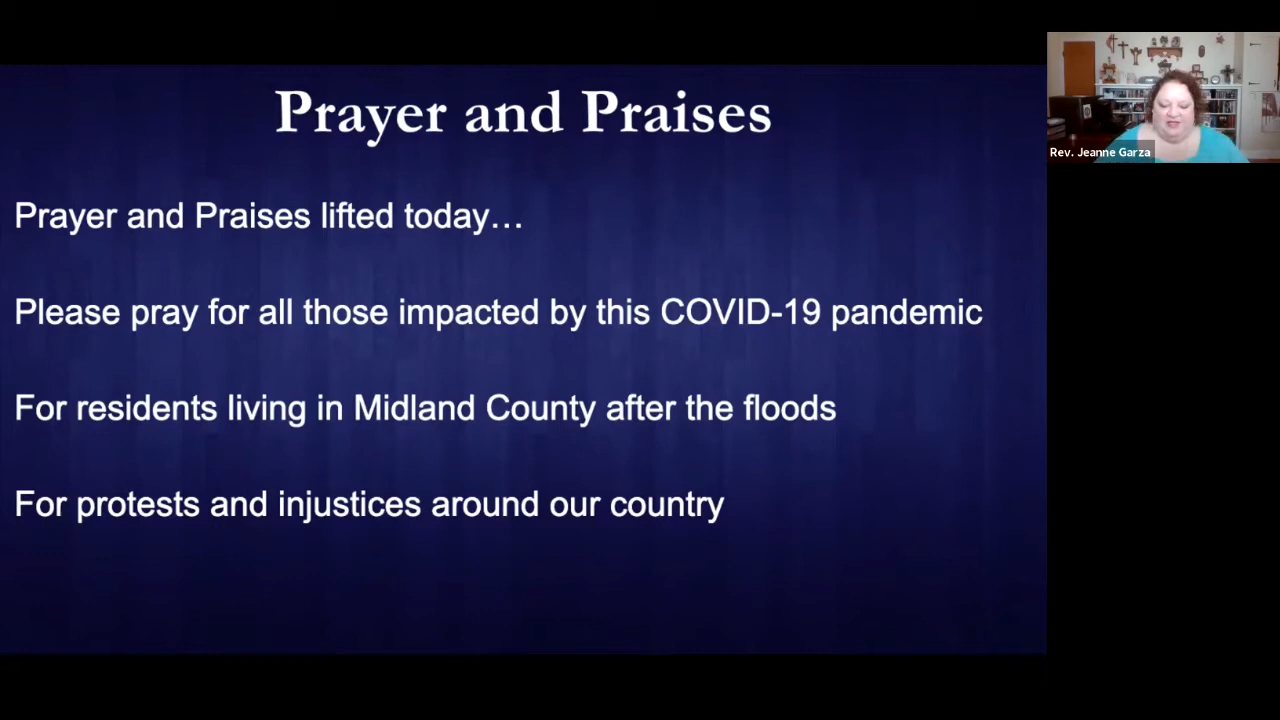 Prayer and Praises
Prayer and Praises lifted today…
Please pray for all those impacted by this COVID-19 pandemic
For residents living in Midland County after the floods
For protests and injustices around our country
Rev. Jeanne Garza